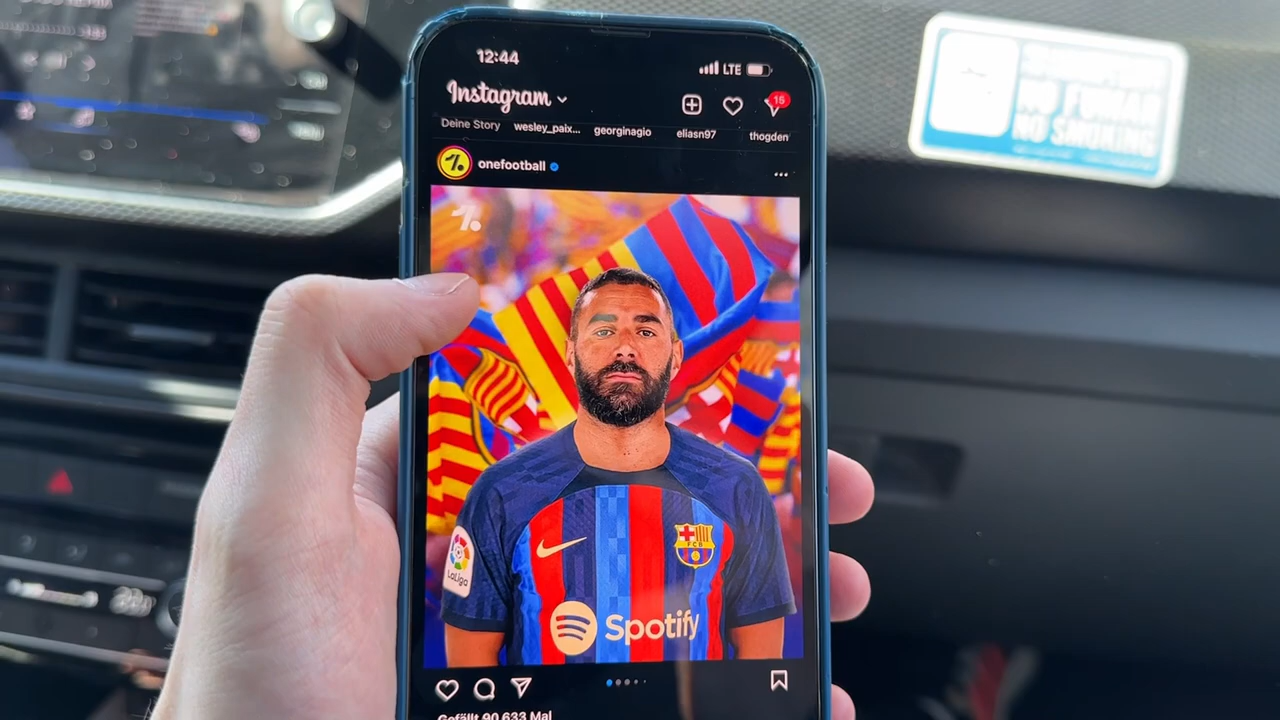 12:44
LTE
Instagram
16
Deine Story wesley_paix... georginagio eliasn97 thogden
onefootball
LaLiga
FCB
Spotify
Gefällt 90.633 Mal
NO FUMAR
NO SMOKING